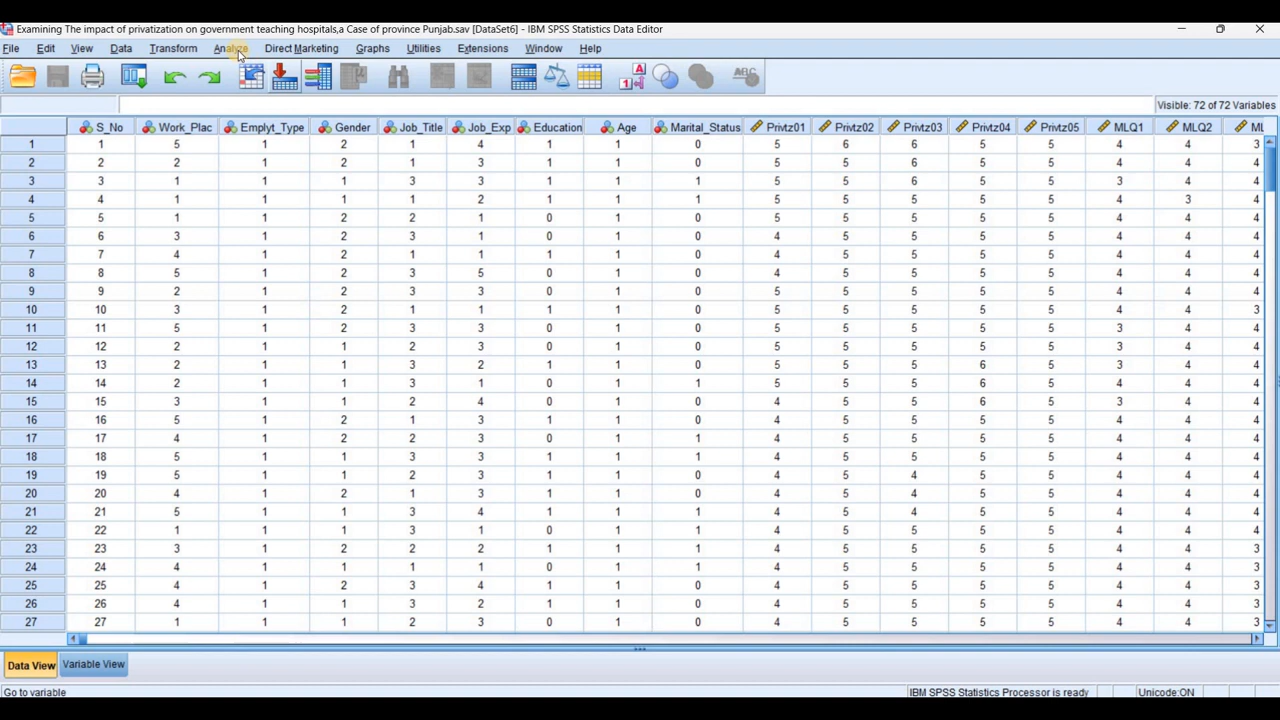 Examining The impact of privatization on government teaching hospitals,a Case of province Punjab.sav [DataSet6] - IBM SPSS Statistics Data Editor
File Edit View Data Transform Analyze Direct Marketing Graphs Utilities Extensions Window Help
Visible: 72 of 72 Variables
S_No Work_Plac Emplyt_Type Gender Job_Title Job_Exp Education Age Marital_Status Privtz01 Privtz02 Privtz03 Privtz04 Privtz05 MLQ1 MLQ2 ML
1 1 5 1 2 1 4 1 1 0 5 6 6 5 5 4 4 3
2 2 2 1 2 1 3 1 1 0 5 5 6 5 5 4 4 4
3 3 1 1 1 3 3 1 1 1 5 5 6 5 5 3 4 4
4 4 1 1 1 1 2 1 1 1 5 5 5 5 5 4 3 4
5 5 1 1 2 2 1 0 1 0 5 5 5 5 5 4 4 4
6 6 3 1 2 3 1 0 1 0 4 5 5 5 5 4 4 4
7 7 4 1 2 1 1 1 1 0 4 5 5 5 5 4 4 4
8 8 5 1 2 3 5 0 1 0 4 5 5 5 5 4 4 4
9 9 2 1 2 3 3 0 1 0 5 5 5 5 5 4 4 4
10 10 3 1 2 1 1 1 1 0 5 5 5 5 5 4 4 3
11 11 5 1 2 3 3 0 1 0 5 5 5 5 5 3 4 4
12 12 2 1 1 2 3 0 1 0 5 5 5 5 5 3 4 4
13 13 2 1 1 3 2 1 1 0 5 5 5 6 5 3 4 4
14 14 2 1 1 3 1 0 1 1 5 5 5 6 5 4 4 4
15 15 3 1 1 2 4 0 1 0 4 5 5 6 5 3 4 4
16 16 5 1 2 1 3 1 1 0 4 5 5 5 5 4 4 4
17 17 4 1 2 2 3 0 1 1 4 5 5 5 5 4 4 4
18 18 5 1 1 3 3 1 1 1 4 5 5 5 5 4 4 4
19 19 5 1 1 2 3 1 1 0 4 5 4 5 5 4 4 4
20 20 4 1 2 1 3 1 1 0 4 5 4 5 5 4 4 4
21 21 5 1 1 3 4 1 1 1 4 5 4 5 5 4 4 4
22 22 1 1 1 3 1 0 1 1 4 5 5 5 5 4 4 4
23 23 3 1 2 2 2 1 1 1 4 5 5 5 5 4 4 3
24 24 4 1 1 1 1 0 1 1 4 5 5 5 5 4 4 3
25 25 4 1 2 3 4 1 1 0 4 5 5 5 5 4 4 3
26 26 4 1 1 3 2 1 1 0 4 5 5 5 5 4 4 3
27 27 1 1 1 2 3 0 1 0 4 5 5 5 5 4 4 3
Data View Variable View
Go to variable IBM SPSS Statistics Processor is ready Unicode:ON